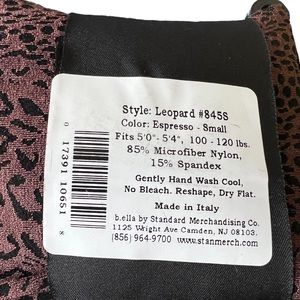 Style: Leopard #845S
Color: Espresso - Small
Fits 5'0"- 5'4", 100 - 120 lbs.
85% Microfiber Nylon,
15% Spandex
Gently Hand Wash Cool,
No Bleach. Reshape, Dry Flat.
Made in Italy
b.ella by Standard Merchandising Co.
1125 Wright Ave Camden, NJ 08103.
(856) 964-9700 www.stanmerch.com
0 17391 10651 8